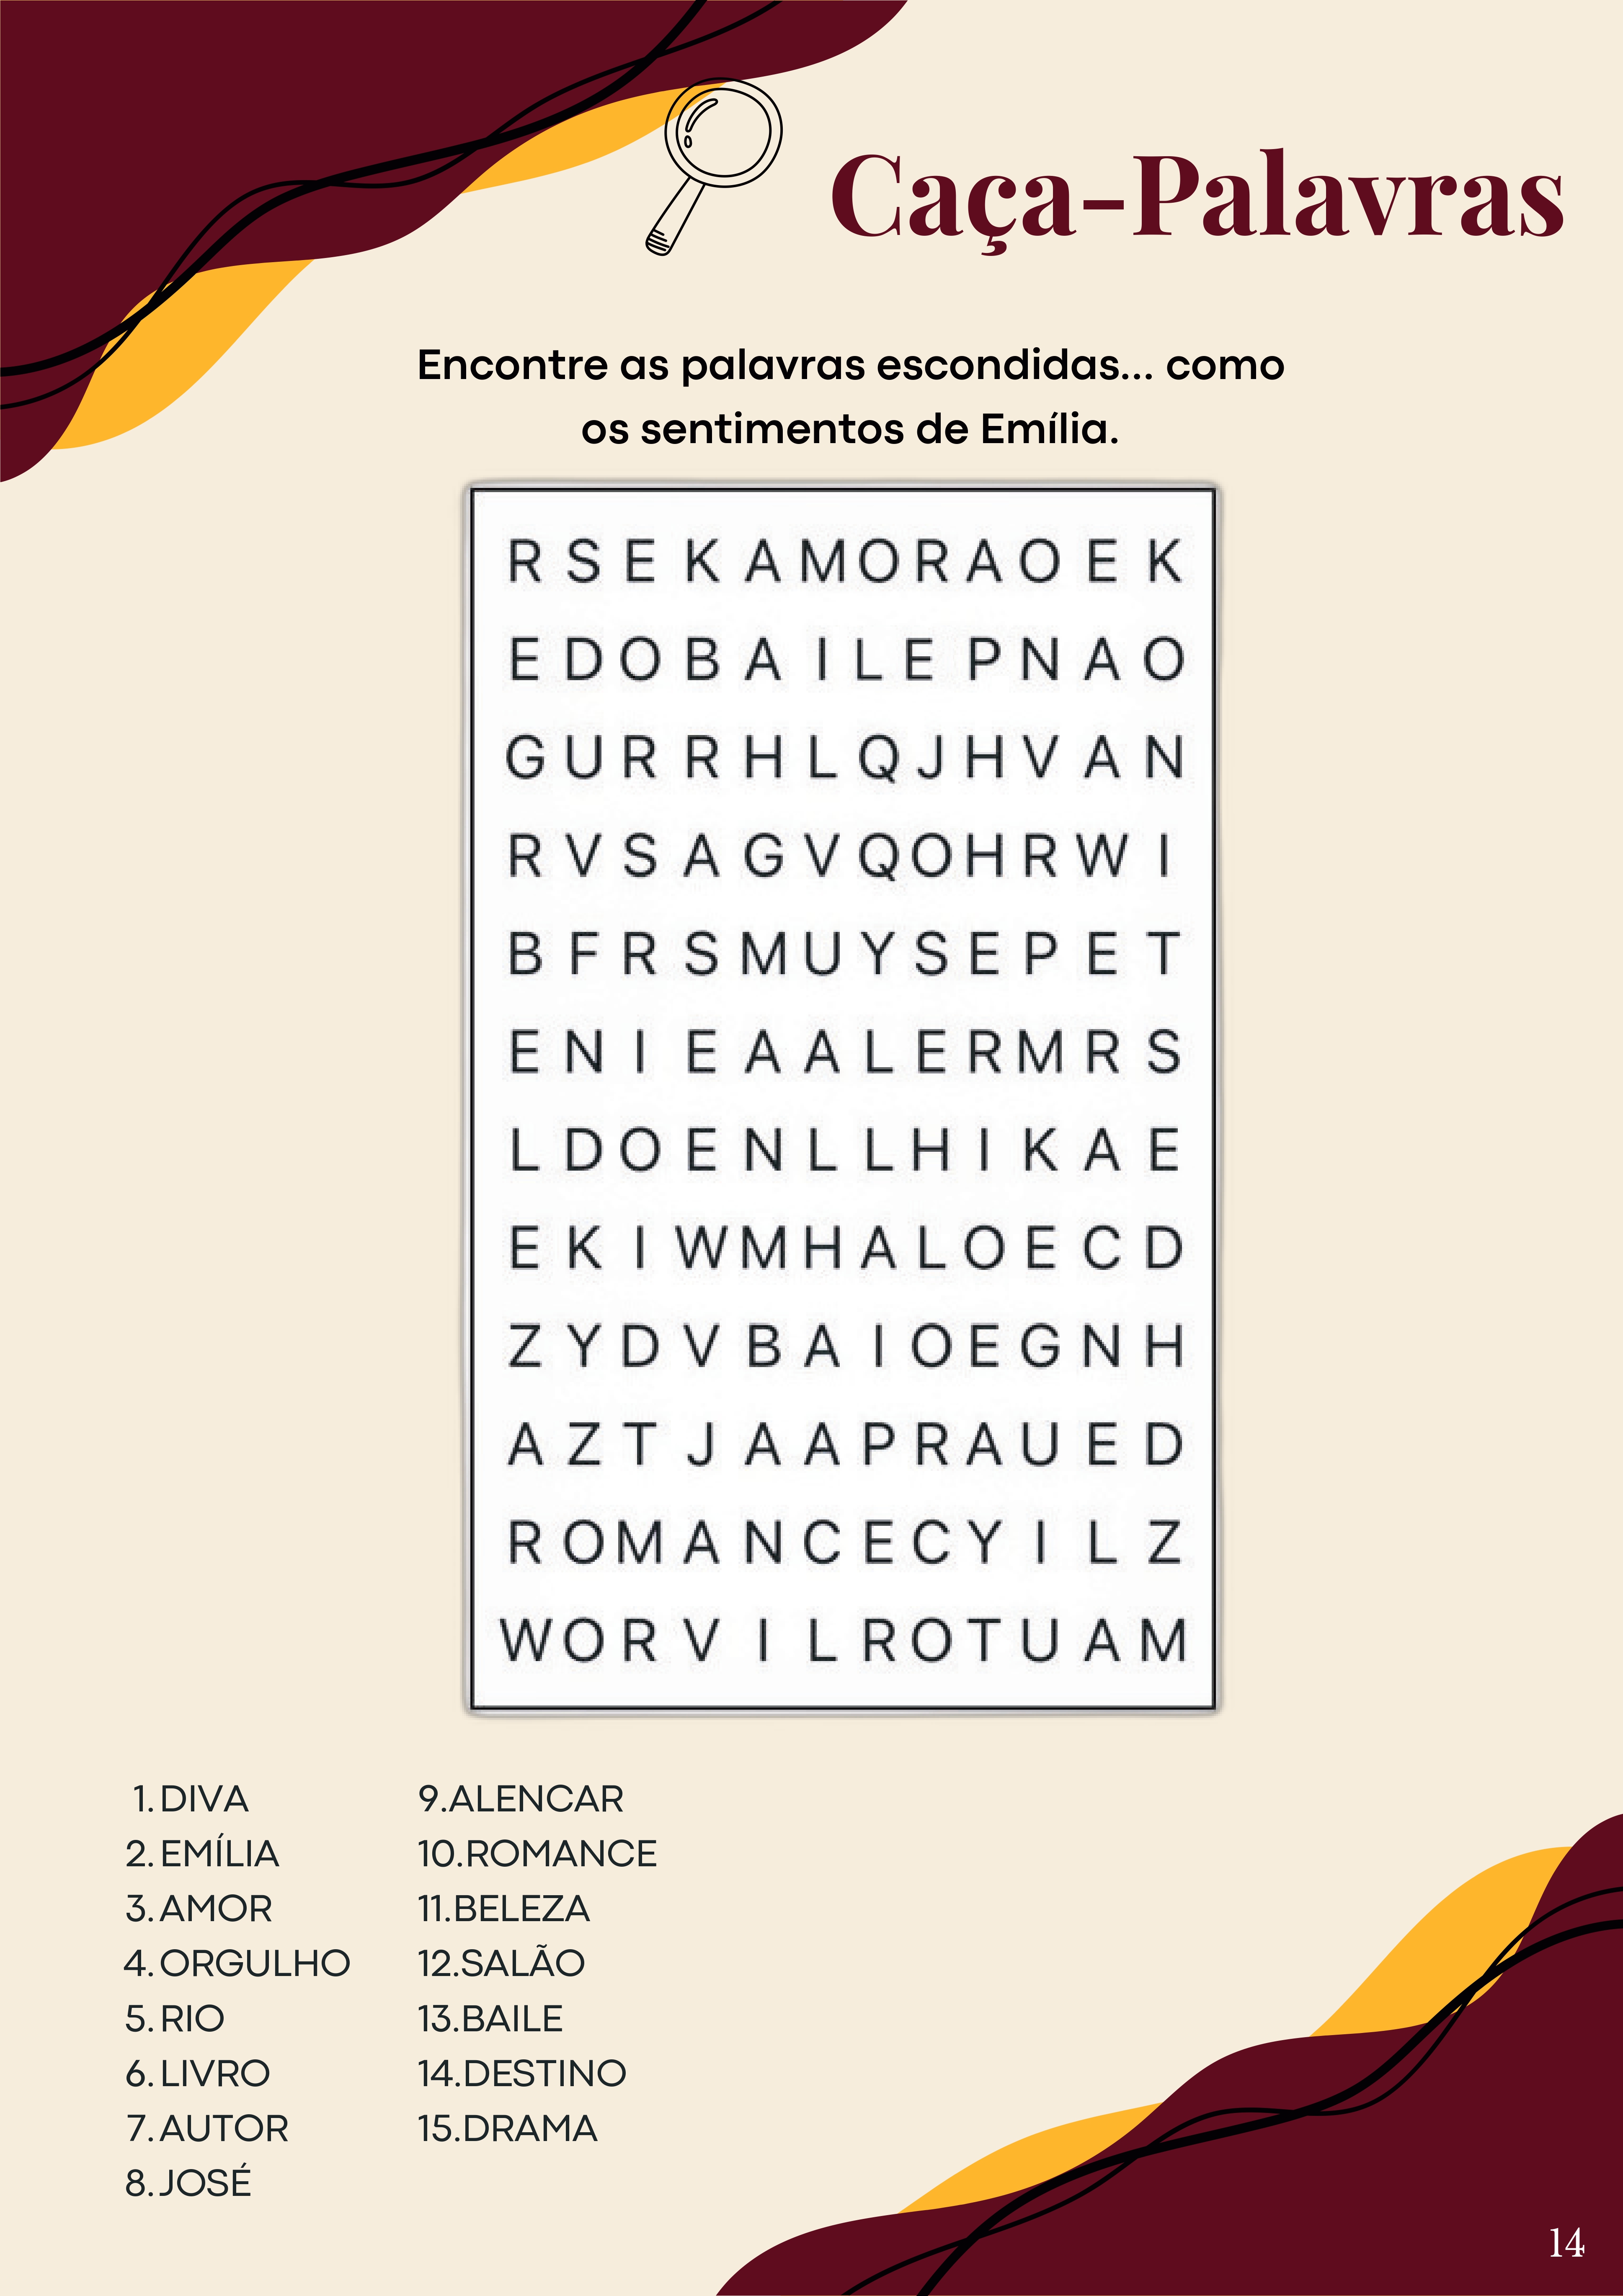 Caça-Palavras
Encontre as palavras escondidas... como
os sentimentos de Emília.
R S E K A M O R A O E K
E D O B A I L E P N A O
G U R R H L Q J H V A N
R V S A G V Q O H R W I
B F R S M U Y S E P E T
E N I E A A L E R M R S
L D O E N L L H I K A E
E K I W M H A L O E C D
Z Y D V B A I O E G N H
A Z T J A A P R A U E D
R O M A N C E C Y I L Z
W O R V I L R O T U A M
1. DIVA
2. EMÍLIA
3. AMOR
4. ORGULHO
5. RIO
6. LIVRO
7. AUTOR
8. JOSÉ
9.ALENCAR
10.ROMANCE
11.BELEZA
12.SALÃO
13.BAILE
14.DESTINO
15.DRAMA
14